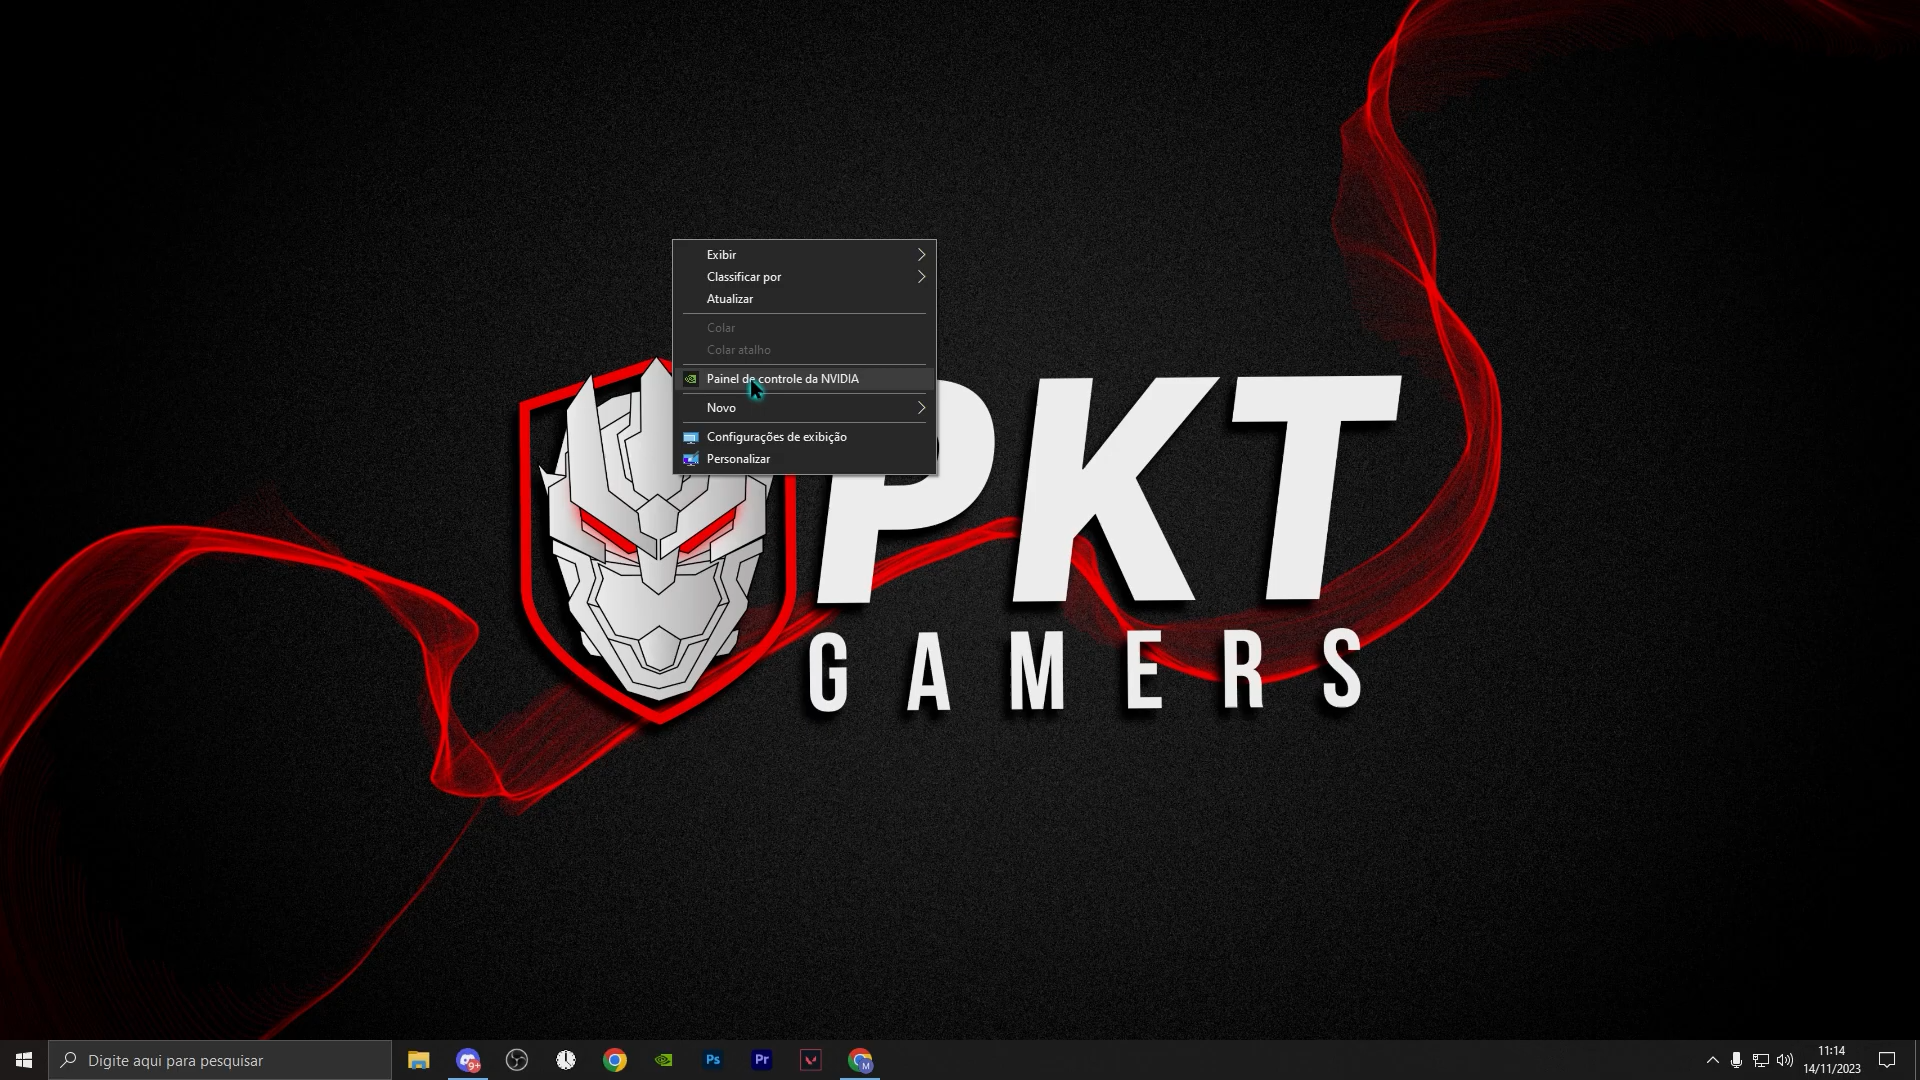 Exibir
Classificar por
Atualizar
Colar
Colar atalho
Painel de controle da NVIDIA
Novo
Configurações de exibição
Personalizar
PKT
GAMERS
Digite aqui para pesquisar
9+
Ps
Pr
M
11:14
14/11/2023